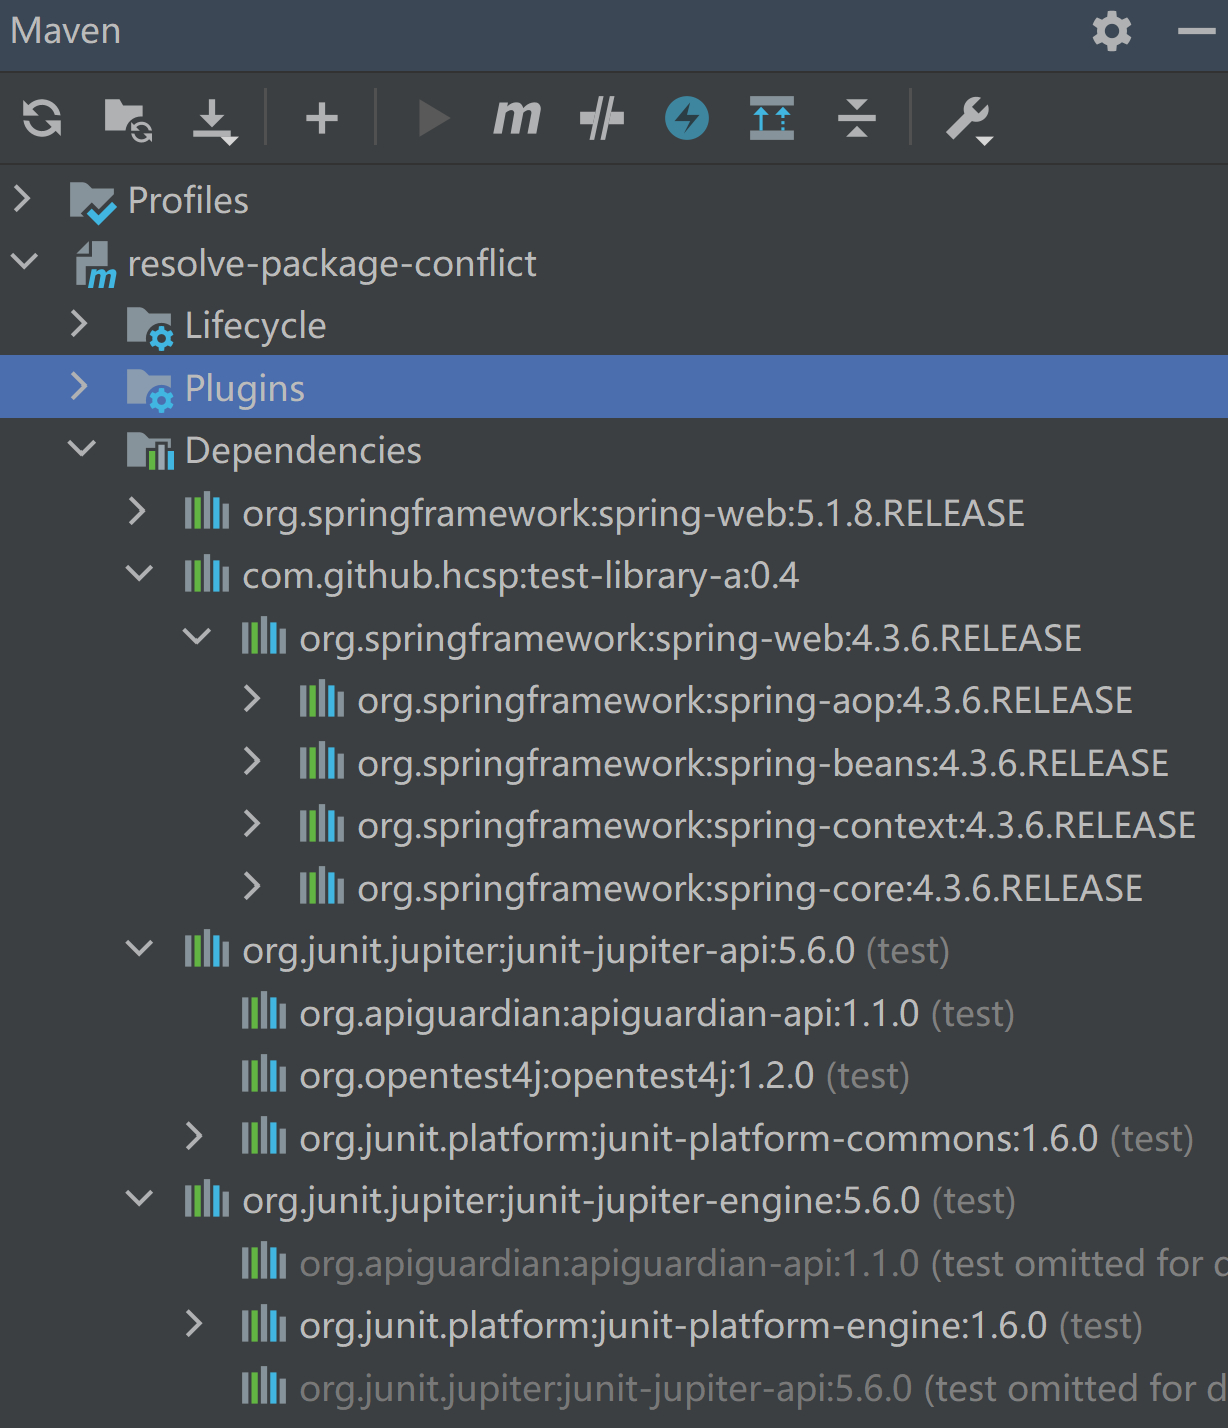 Maven
m
Profiles
resolve-package-conflict
Lifecycle
Plugins
Dependencies
org.springframework:spring-web:5.1.8.RELEASE
com.github.hcsp:test-library-a:0.4
org.springframework:spring-web:4.3.6.RELEASE
org.springframework:spring-aop:4.3.6.RELEASE
org.springframework:spring-beans:4.3.6.RELEASE
org.springframework:spring-context:4.3.6.RELEASE
org.springframework:spring-core:4.3.6.RELEASE
org.junit.jupiter:junit-jupiter-api:5.6.0 (test)
org.apiguardian:apiguardian-api:1.1.0 (test)
org.opentest4j:opentest4j:1.2.0 (test)
org.junit.platform:junit-platform-commons:1.6.0 (test)
org.junit.jupiter:junit-jupiter-engine:5.6.0 (test)
org.apiguardian:apiguardian-api:1.1.0 (test omitted for d
org.junit.platform:junit-platform-engine:1.6.0 (test)
org.junit.jupiter:junit-jupiter-api:5.6.0 (test omitted for d